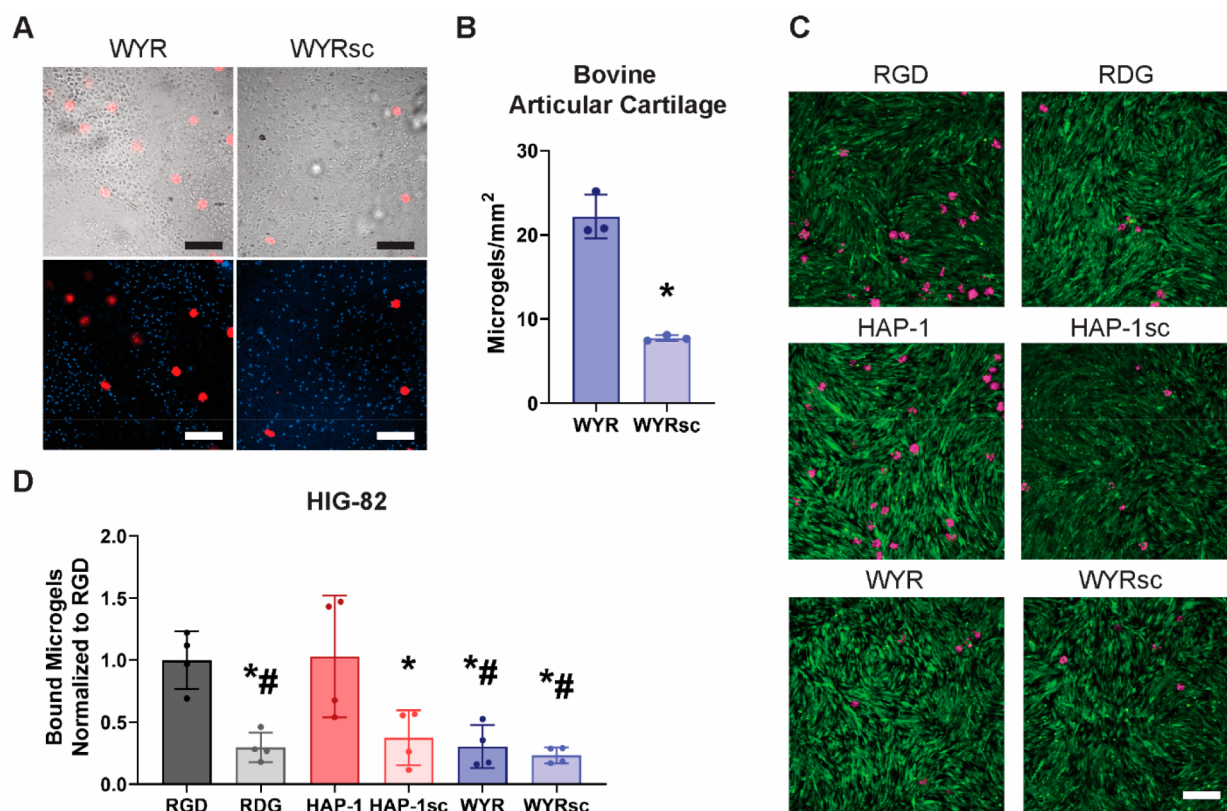 A
WYR WYRsc
B
Bovine
Articular Cartilage
Microgels/mm2
30
20
10
0
*
WYR WYRsc
C
RGD RDG
HAP-1 HAP-1sc
WYR WYRsc
D
HIG-82
Bound Microgels
Normalized to RGD
2.0
1.5
1.0
0.5
0.0
*# * *# *#
RGD RDG HAP-1 HAP-1sc WYR WYRsc